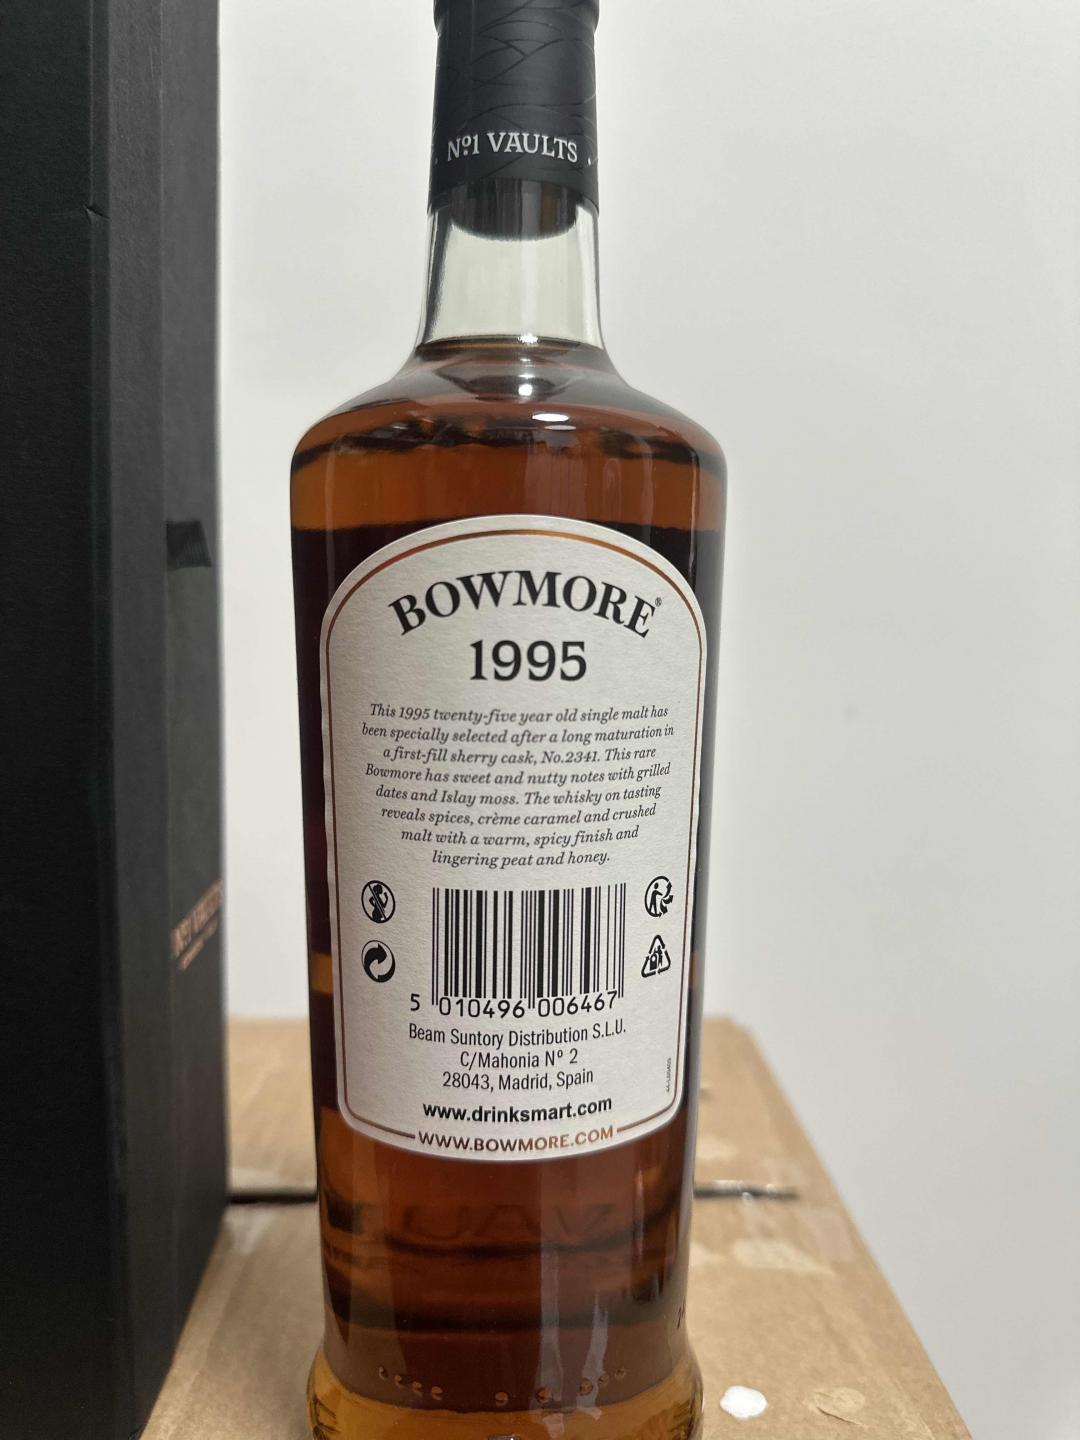 Nº1 VAULTS
BOWMORE®
1995
This 1995 twenty-five year old single malt has
been specially selected after a long maturation in
a first-fill sherry cask, No.2341. This rare
Bowmore has sweet and nutty notes with grilled
dates and Islay moss. The whisky on tasting
reveals spices, crème caramel and crushed
malt with a warm, spicy finish and
lingering peat and honey.
5 010496 006467
Beam Suntory Distribution S.L.U.
C/Mahonia Nº 2
28043, Madrid, Spain
www.drinksmart.com
WWW.BOWMORE.COM
Nº1 VAULTS